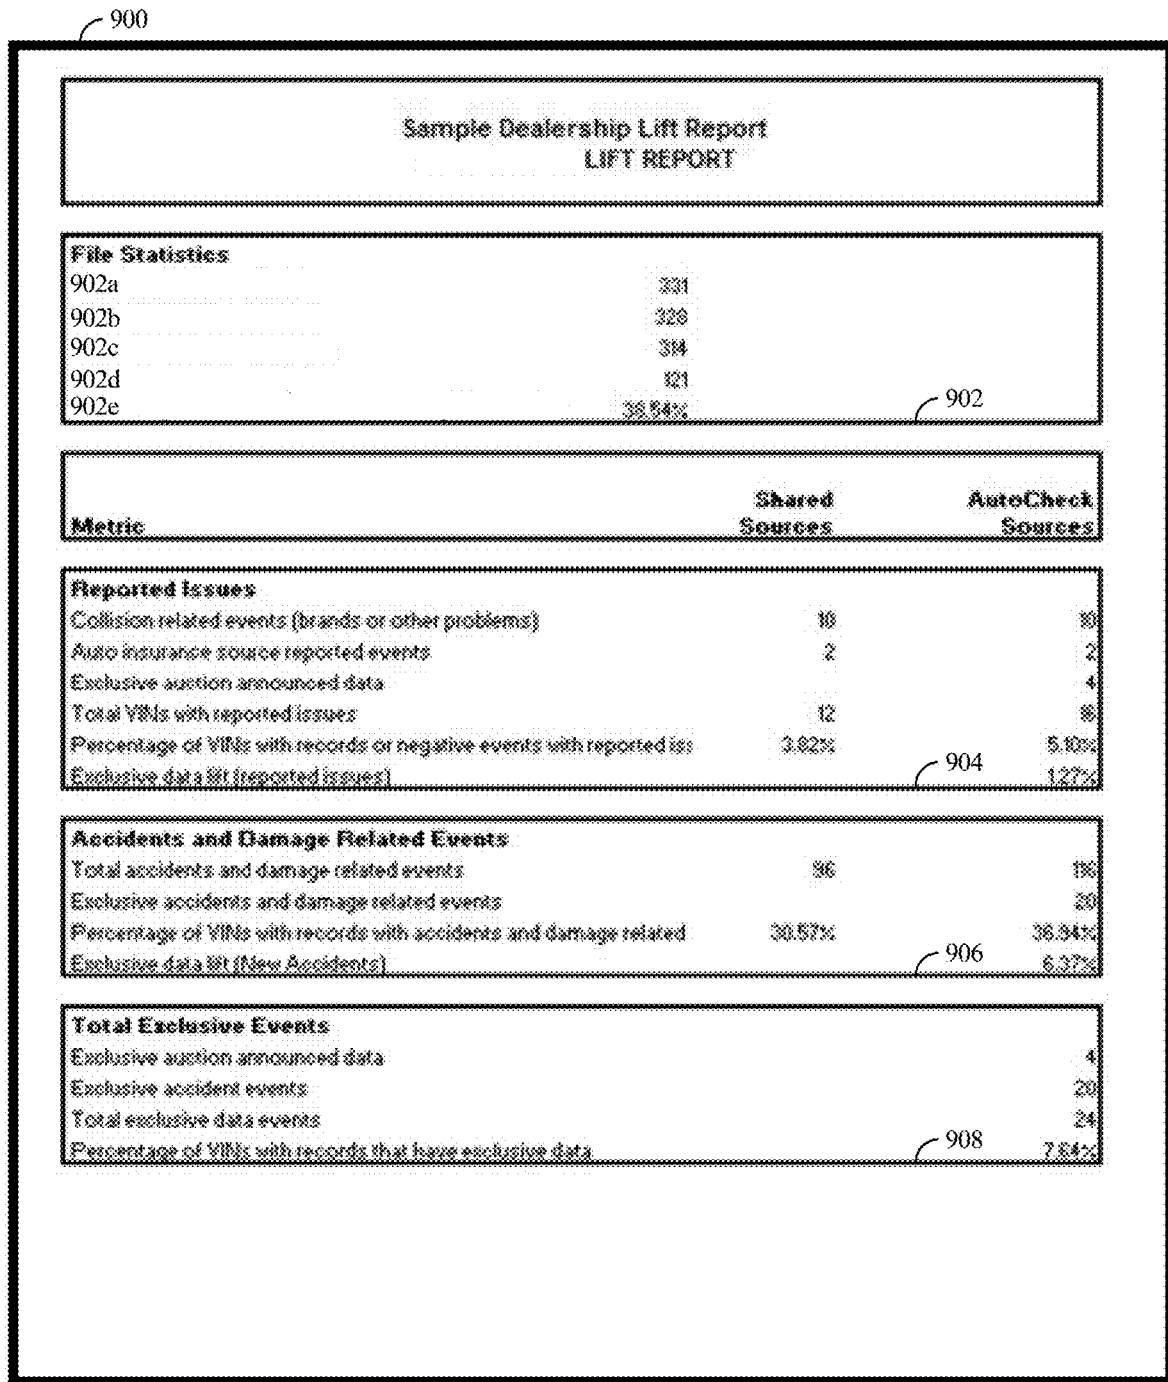 900
Sample Dealership Lift Report
LIFT REPORT
File Statistics
902a 331
902b 328
902c 314
902d 121
902e 38.54%
902
Metric Shared Sources AutoCheck Sources
Reported Issues
Collision related events (brands or other problems) 10 10
Auto insurance source reported events 2 2
Exclusive auction announced data 4
Total VINs with reported issues 12 16
Percentage of VINs with records or negative events with reported iss 3.82% 5.10%
Exclusive data lift (reported issues) 1.27%
904
Accidents and Damage Related Events
Total accidents and damage related events 96 116
Exclusive accidents and damage related events 20
Percentage of VINs with records with accidents and damage related 30.57% 36.94%
Exclusive data lift (New Accidents) 6.37%
906
Total Exclusive Events
Exclusive auction announced data 4
Exclusive accident events 20
Total exclusive data events 24
Percentage of VINs with records that have exclusive data 7.64%
908